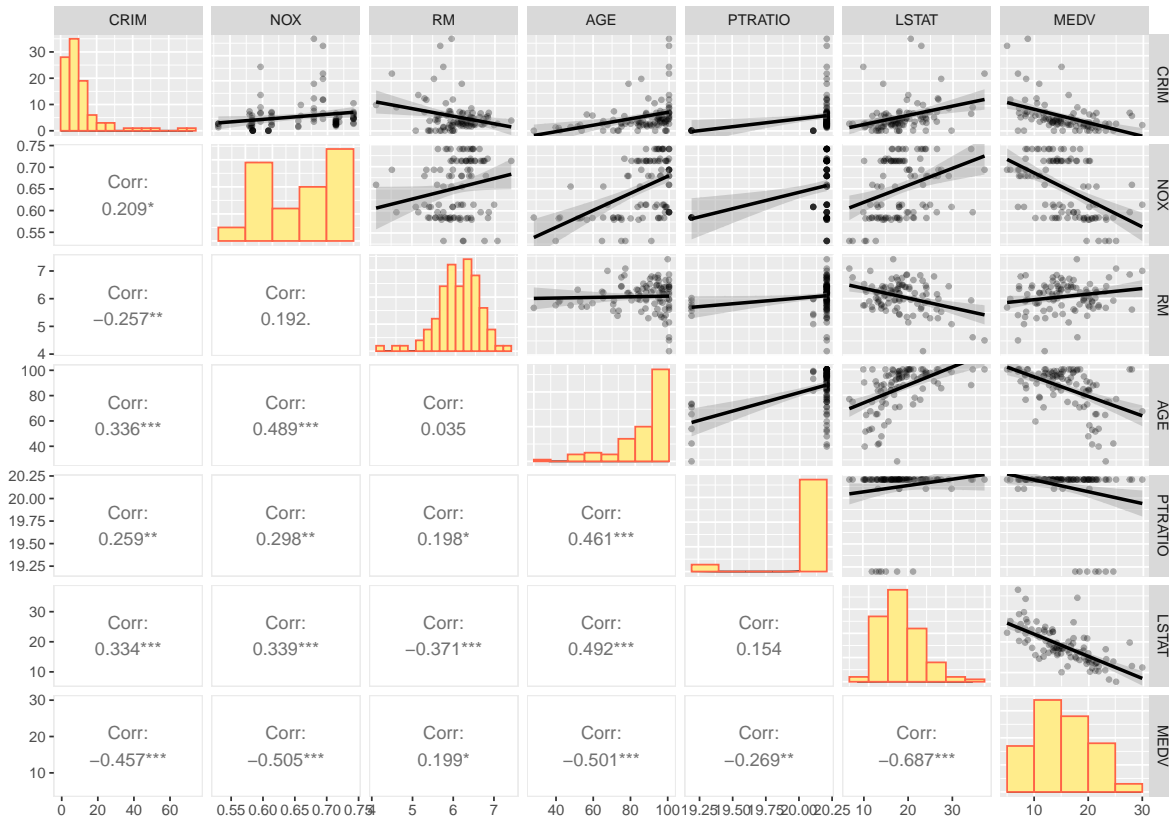 CRIM NOX RM AGE PTRATIO LSTAT MEDV
30
20
10
0
CRIM
0.75
0.70
0.65
0.60
0.55
Corr:
0.209*
NOX
7
6
5
4
Corr:
−0.257**
Corr:
0.192.
RM
100
80
60
40
Corr:
0.336***
Corr:
0.489***
Corr:
0.035
AGE
20.25
20.00
19.75
19.50
19.25
Corr:
0.259**
Corr:
0.298**
Corr:
0.198*
Corr:
0.461***
PTRATIO
30
20
10
Corr:
0.334***
Corr:
0.339***
Corr:
−0.371***
Corr:
0.492***
Corr:
0.154
LSTAT
30
20
10
Corr:
−0.457***
Corr:
−0.505***
Corr:
0.199*
Corr:
−0.501***
Corr:
−0.269**
Corr:
−0.687***
MEDV
0 20 40 60 0.55 0.60 0.65 0.70 0.75 4 5 6 7 40 60 80 100 19.25 19.50 19.75 20.00 20.25 10 20 30 10 20 30